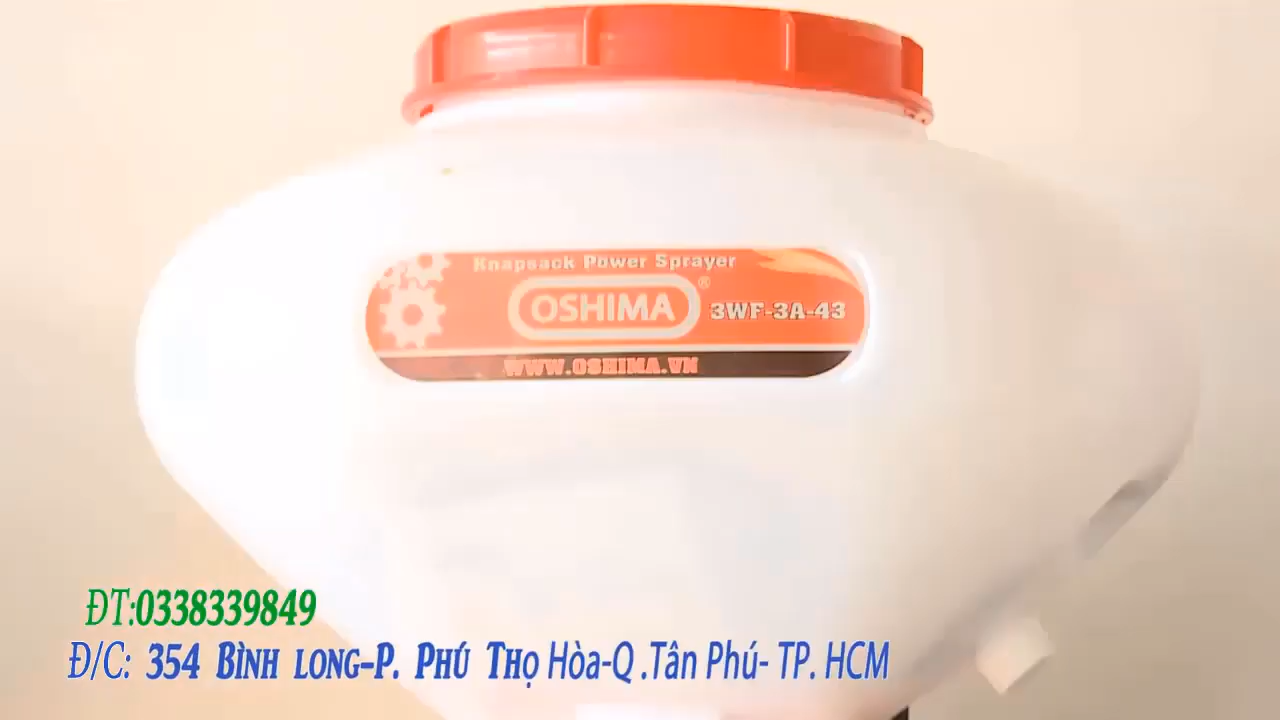 Knapsack Power Sprayer
OSHIMA® 3WF-3A-43
WWW.OSHIMA.VN
ĐT:0338339849
Đ/C: 354 BÌNH LONG-P. PHÚ THỌ Hòa-Q .Tân Phú- TP. HCM